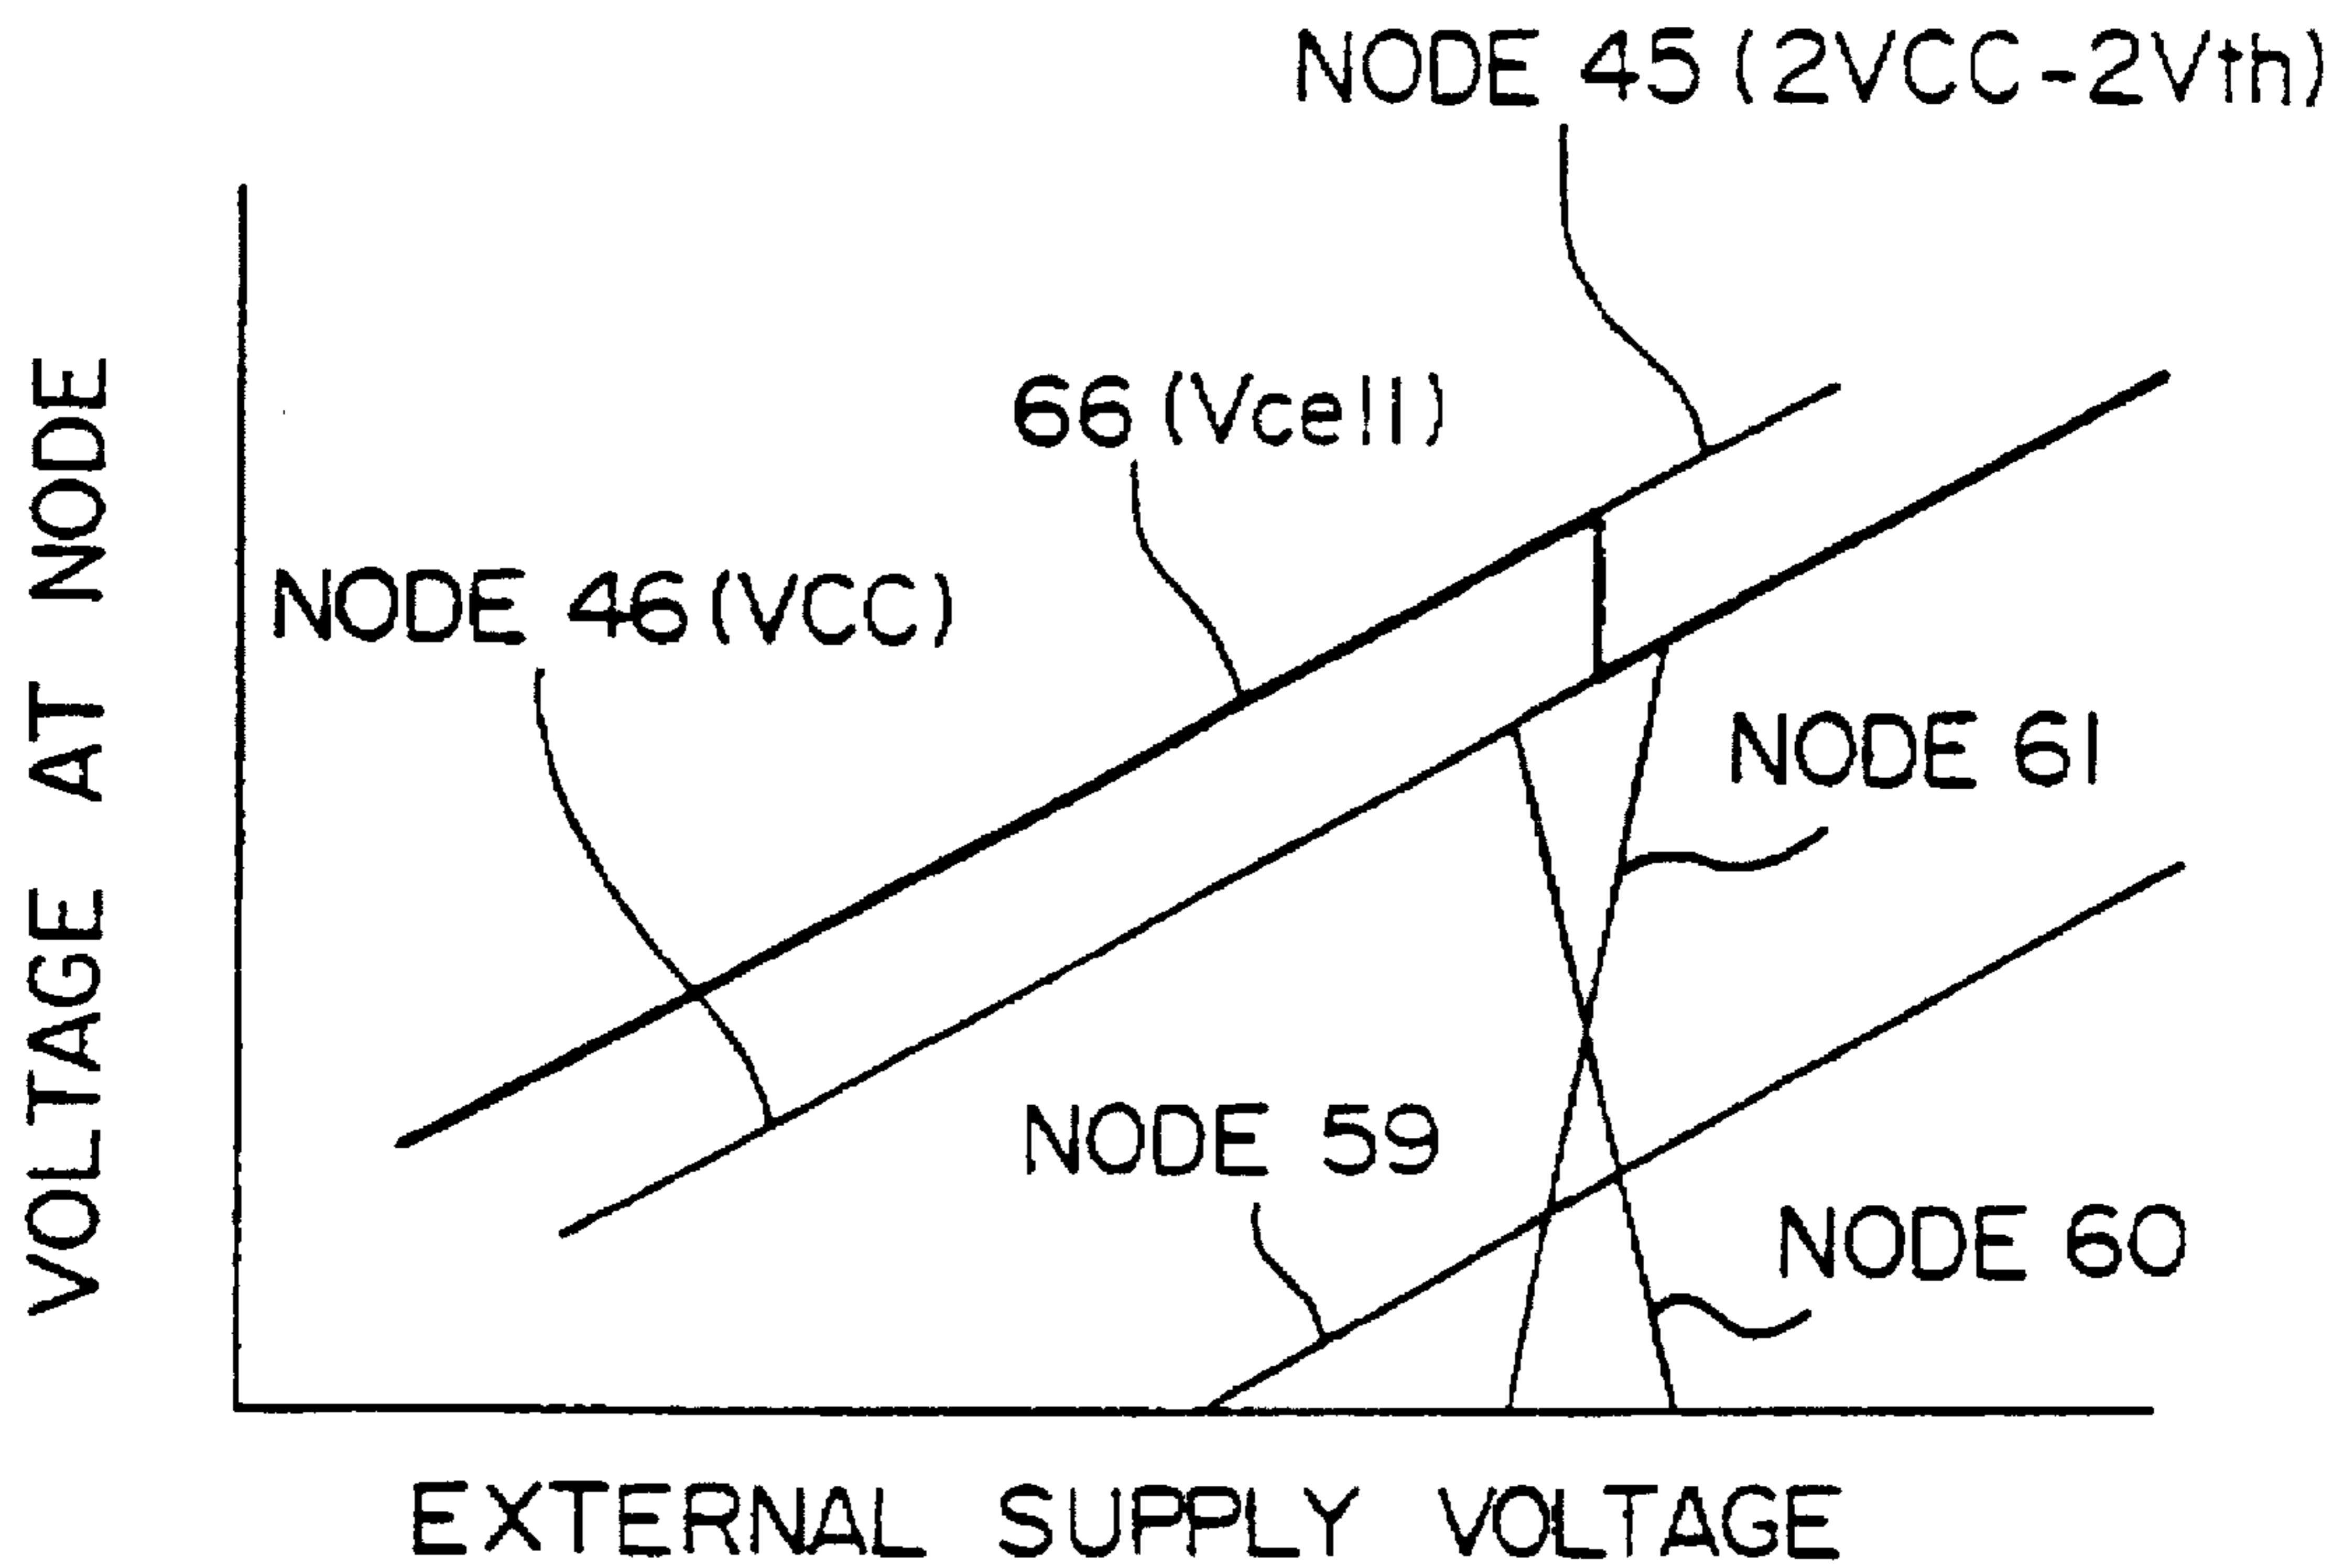 NODE 45 (2VCC-2Vth)
66 (Vcell)
NODE 46 (VCC)
NODE 61
NODE 59
NODE 60
VOLTAGE AT NODE
EXTERNAL SUPPLY VOLTAGE